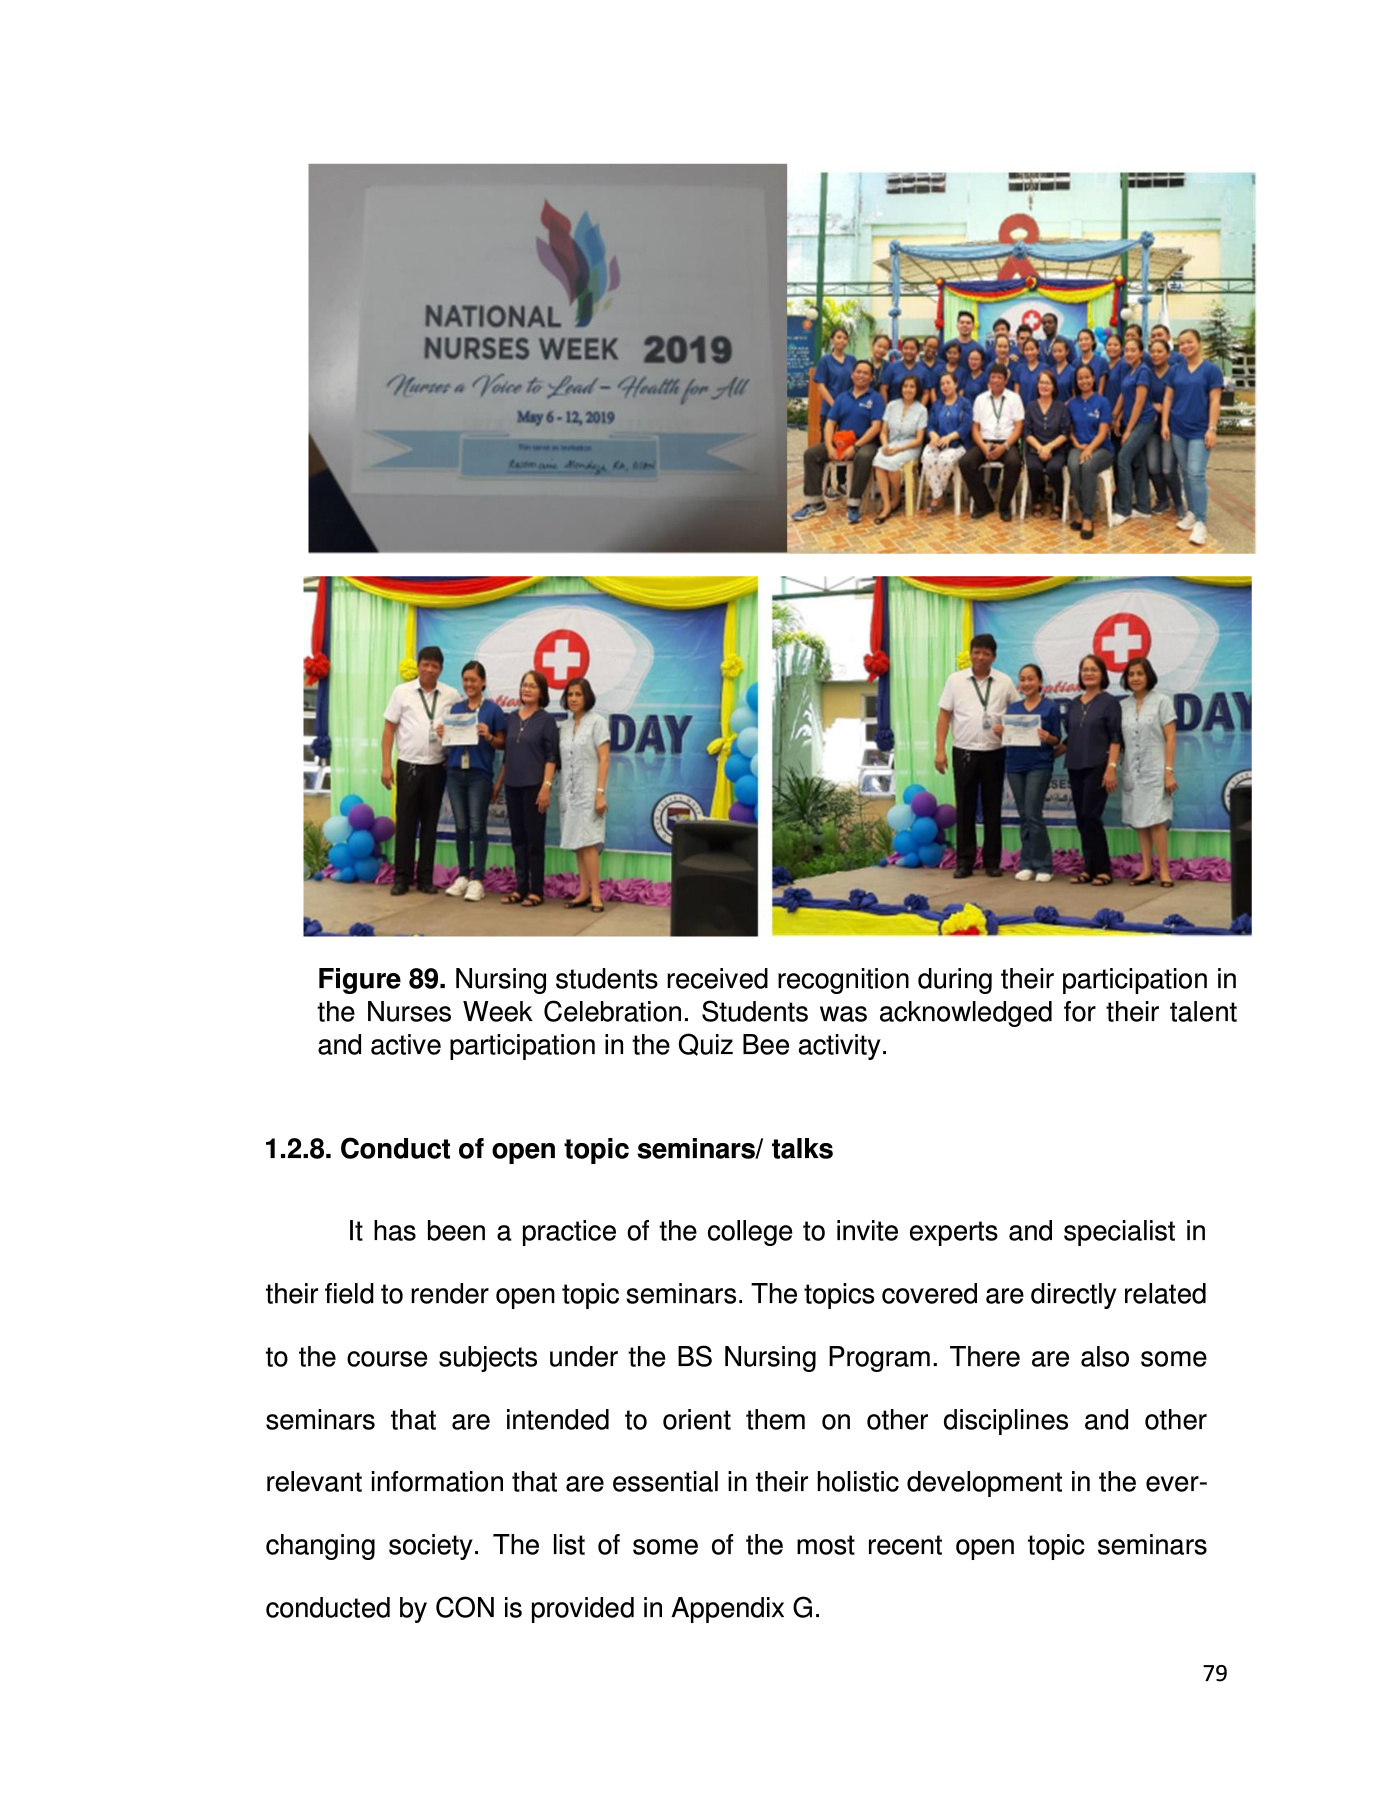 NATIONAL
NURSES WEEK 2019
Nurses a Voice to Lead – Health for All
May 6 - 12, 2019
This serves as invitation
DAY
DAY
Figure 89. Nursing students received recognition during their participation in
the Nurses Week Celebration. Students was acknowledged for their talent
and active participation in the Quiz Bee activity.
1.2.8. Conduct of open topic seminars/ talks
It has been a practice of the college to invite experts and specialist in
their field to render open topic seminars. The topics covered are directly related
to the course subjects under the BS Nursing Program. There are also some
seminars that are intended to orient them on other disciplines and other
relevant information that are essential in their holistic development in the ever-
changing society. The list of some of the most recent open topic seminars
conducted by CON is provided in Appendix G.
79